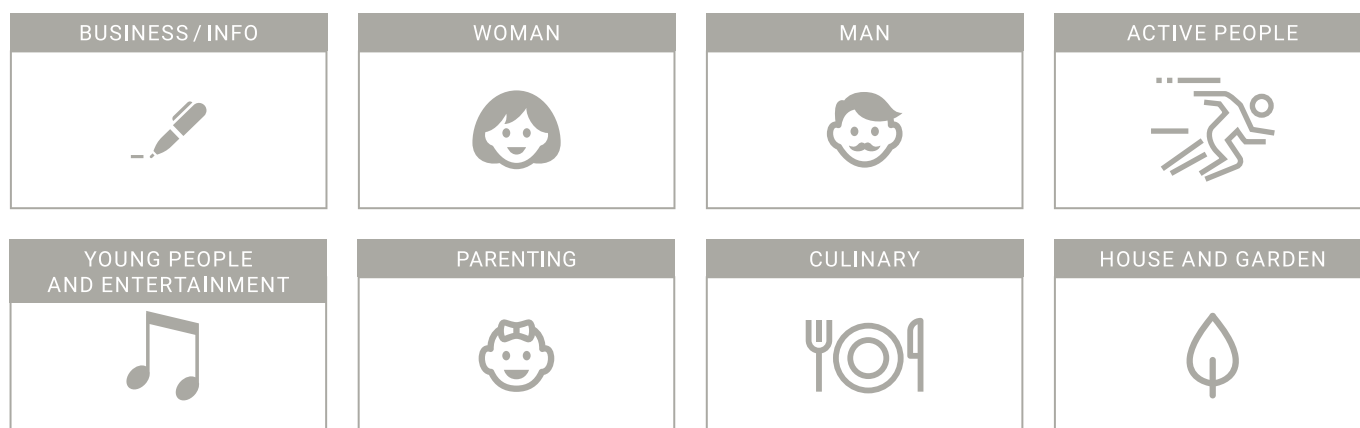 BUSINESS / INFO
WOMAN
MAN
ACTIVE PEOPLE
YOUNG PEOPLE
AND ENTERTAINMENT
PARENTING
CULINARY
HOUSE AND GARDEN